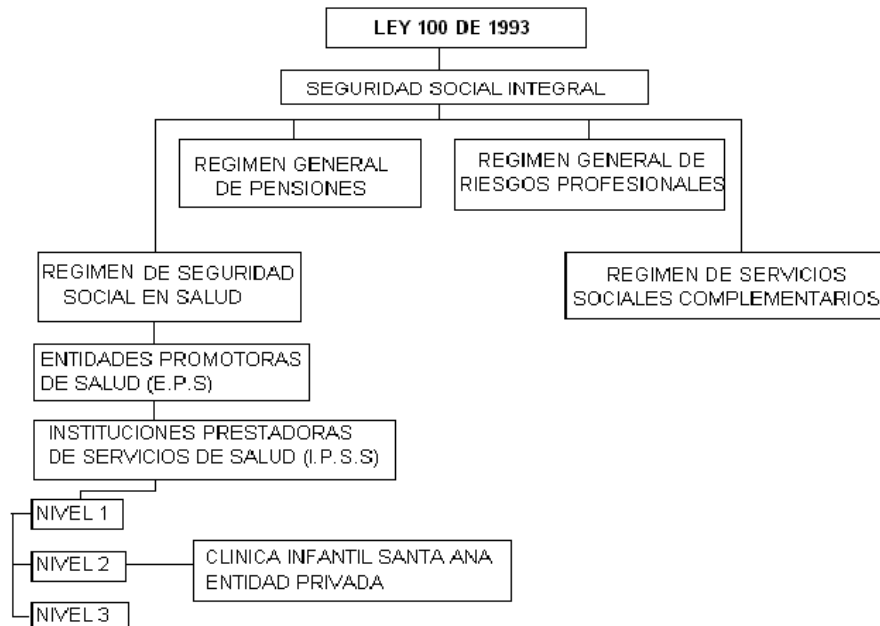 LEY 100 DE 1993
SEGURIDAD SOCIAL INTEGRAL
REGIMEN GENERAL
DE PENSIONES
REGIMEN GENERAL DE
RIESGOS PROFESIONALES
REGIMEN DE SEGURIDAD
SOCIAL EN SALUD
REGIMEN DE SERVICIOS
SOCIALES COMPLEMENTARIOS
ENTIDADES PROMOTORAS
DE SALUD (E.P.S)
INSTITUCIONES PRESTADORAS
DE SERVICIOS DE SALUD (I.P.S.S)
NIVEL 1
NIVEL 2
CLINICA INFANTIL SANTA ANA
ENTIDAD PRIVADA
NIVEL 3